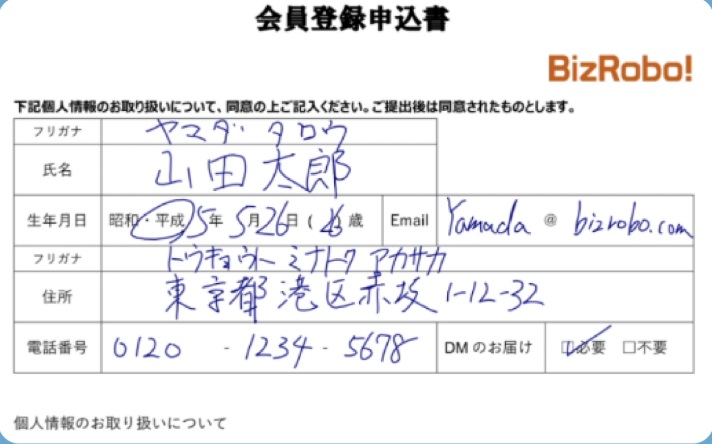 会員登録申込書
BizRobo!
下記個人情報のお取り扱いについて、同意の上ご記入ください。ご提出後は同意されたものとします。
フリガナ ヤマダ タロウ
氏名 山田太郎
生年月日 昭和・平成 5年 5月26日 ( 歳 Email Yamada @ bizrobo.com
フリガナ トウキョウト ミナトク アカサカ
住所 東京都港区赤坂 1-12-32
電話番号 0120 - 1234 - 5678 DMのお届け ☑必要 □不要
個人情報のお取り扱いについて